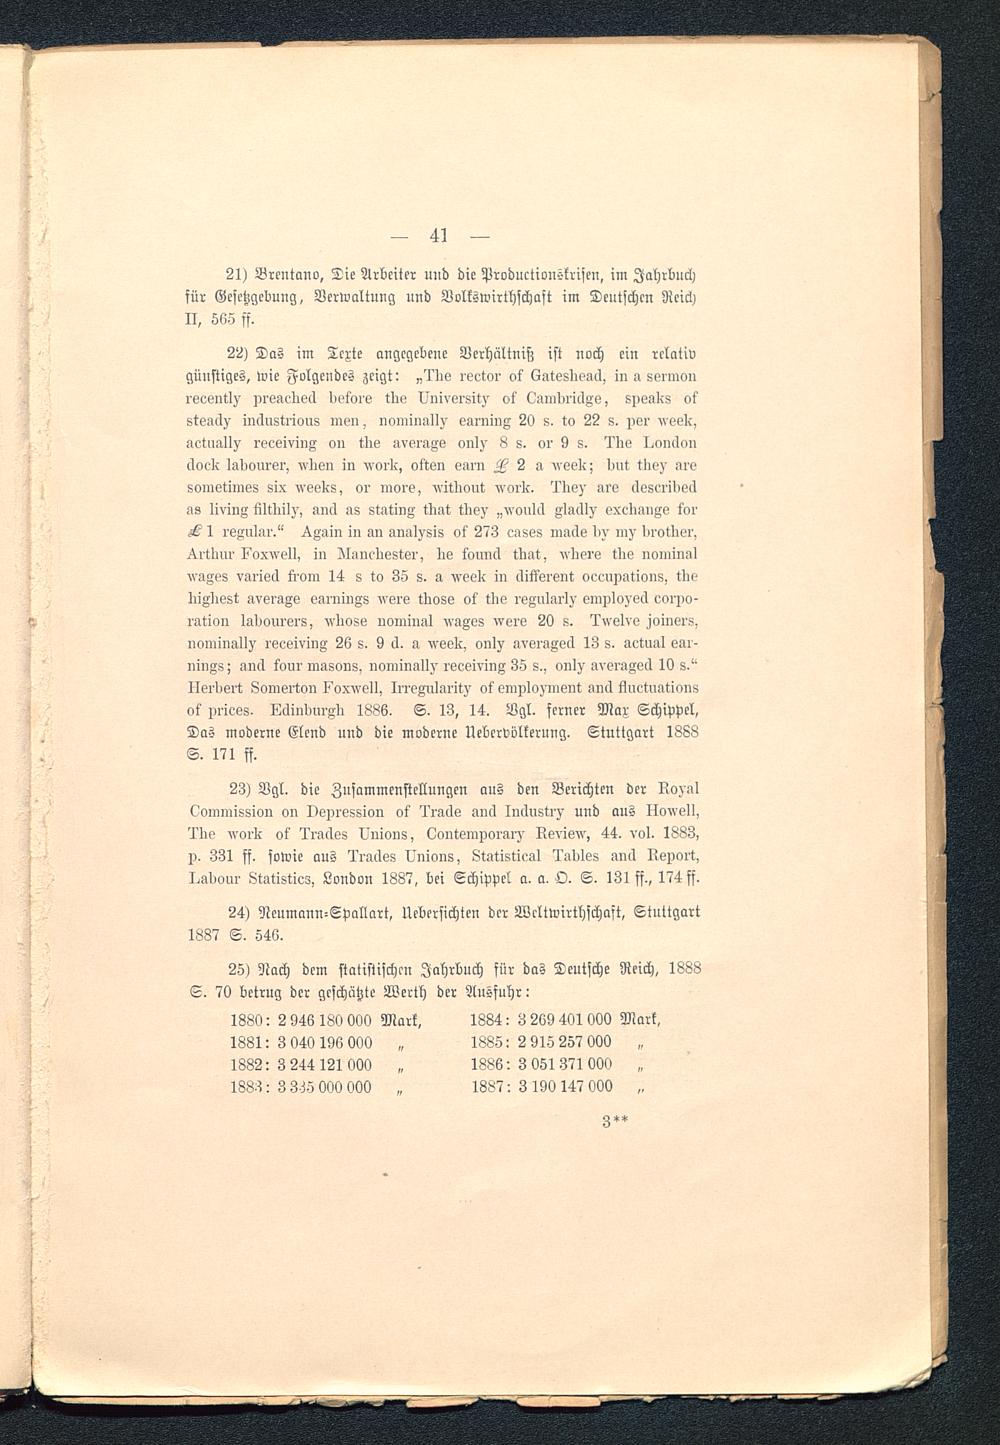 — 41 —
21) Brentano, Die Arbeiter und die Productionskrisen, im Jahrbuch
für Gesetzgebung, Verwaltung und Volkswirthschaft im Deutschen Reich
II, 565 ff.
22) Das im Texte angegebene Verhältniß ist noch ein relativ
günstiges, wie Folgendes zeigt: „The rector of Gateshead, in a sermon
recently preached before the University of Cambridge, speaks of
steady industrious men, nominally earning 20 s. to 22 s. per week,
actually receiving on the average only 8 s. or 9 s. The London
dock labourer, when in work, often earn £ 2 a week; but they are
sometimes six weeks, or more, without work. They are described
as living filthily, and as stating that they „would gladly exchange for
£ 1 regular.“ Again in an analysis of 273 cases made by my brother,
Arthur Foxwell, in Manchester, he found that, where the nominal
wages varied from 14 s to 35 s. a week in different occupations, the
highest average earnings were those of the regularly employed corpo-
ration labourers, whose nominal wages were 20 s. Twelve joiners,
nominally receiving 26 s. 9 d. a week, only averaged 13 s. actual ear-
nings; and four masons, nominally receiving 35 s., only averaged 10 s.“
Herbert Somerton Foxwell, Irregularity of employment and fluctuations
of prices. Edinburgh 1886. S. 13, 14. Vgl. ferner Max Schippel,
Das moderne Elend und die moderne Uebervölkerung. Stuttgart 1888
S. 171 ff.
23) Vgl. die Zusammenstellungen aus den Berichten der Royal
Commission on Depression of Trade and Industry und aus Howell,
The work of Trades Unions, Contemporary Review, 44. vol. 1883,
p. 331 ff. sowie aus Trades Unions, Statistical Tables and Report,
Labour Statistics, London 1887, bei Schippel a. a. O. S. 131 ff., 174 ff.
24) Neumann-Spallart, Uebersichten der Weltwirthschaft, Stuttgart
1887 S. 546.
25) Nach dem statistischen Jahrbuch für das Deutsche Reich, 1888
S. 70 betrug der geschätzte Werth der Ausfuhr:
1880: 2 946 180 000 Mark, 1884: 3 269 401 000 Mark,
1881: 3 040 196 000 „ 1885: 2 915 257 000 „
1882: 3 244 121 000 „ 1886: 3 051 371 000 „
1883: 3 335 000 000 „ 1887: 3 190 147 000 „
3**